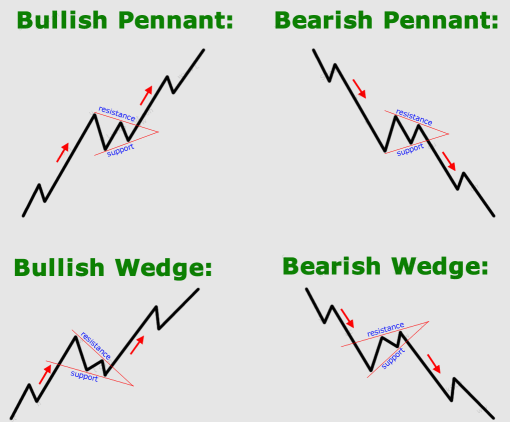 Bullish Pennant:
Bearish Pennant:
resistance
support
resistance
support
Bullish Wedge:
Bearish Wedge:
resistance
support
resistance
support